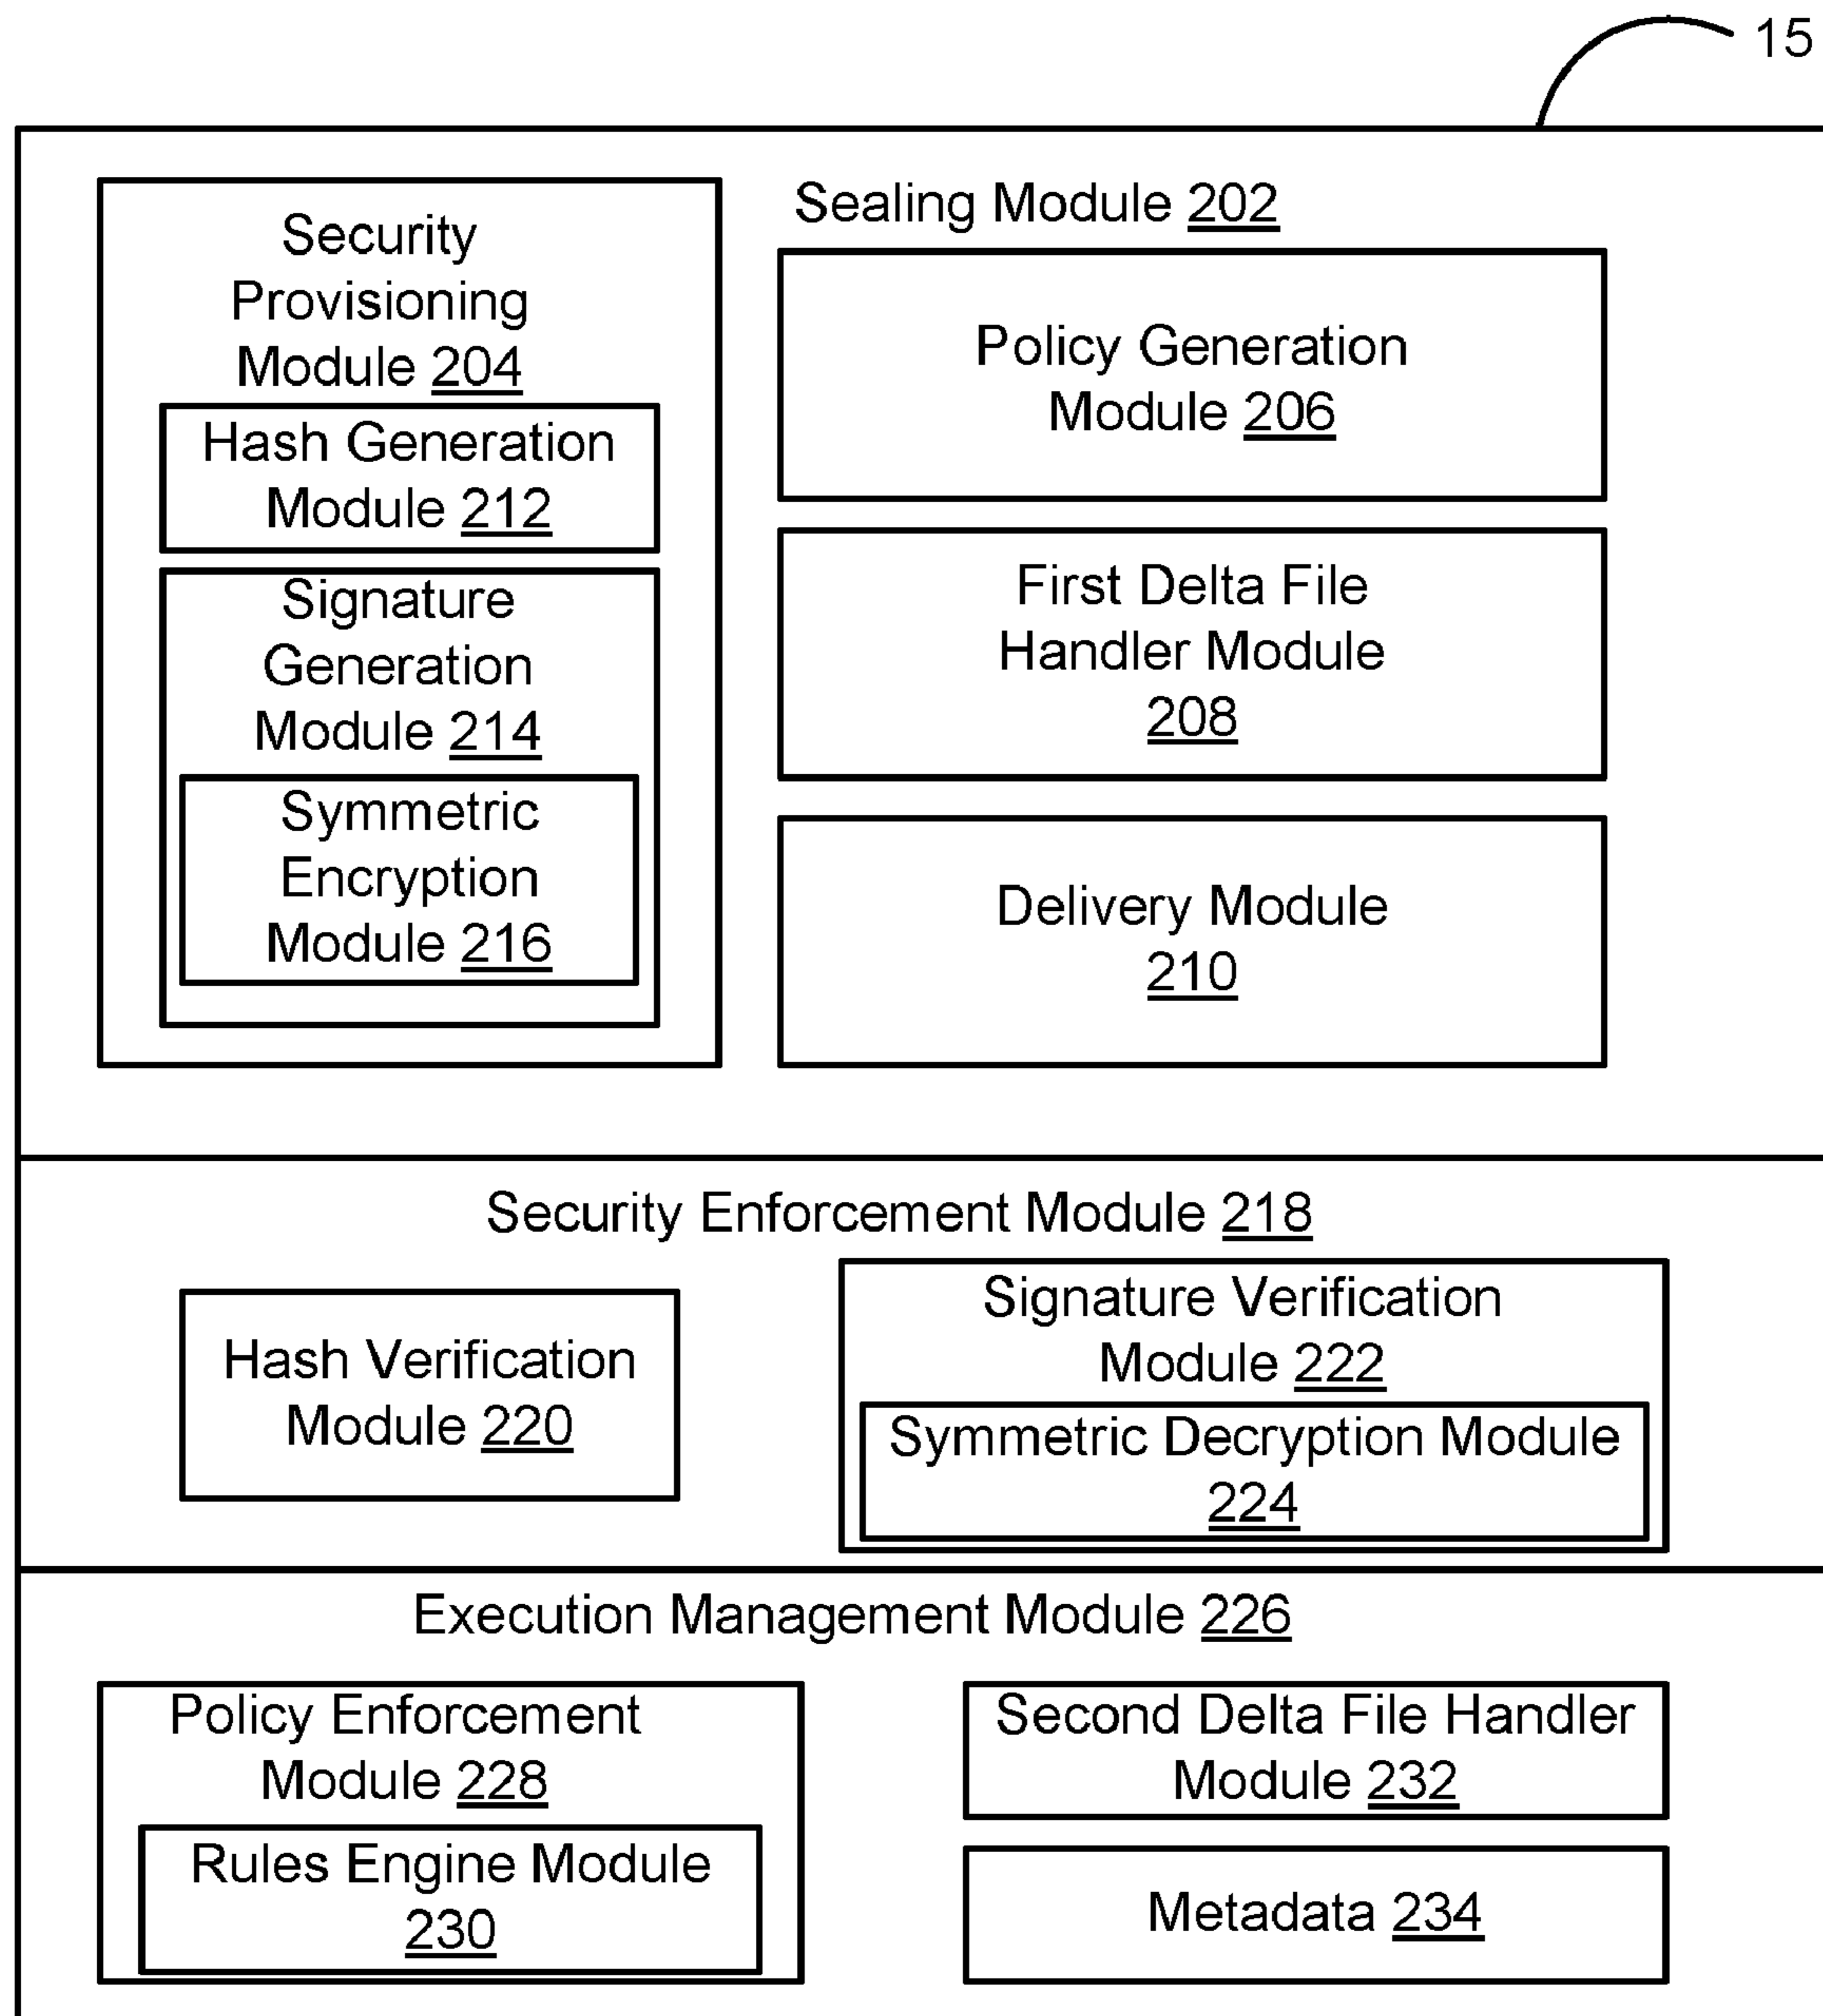 15
Security
Provisioning
Module 204
Hash Generation
Module 212
Signature
Generation
Module 214
Symmetric
Encryption
Module 216
Sealing Module 202
Policy Generation
Module 206
First Delta File
Handler Module
208
Delivery Module
210
Security Enforcement Module 218
Hash Verification
Module 220
Signature Verification
Module 222
Symmetric Decryption Module
224
Execution Management Module 226
Policy Enforcement
Module 228
Rules Engine Module
230
Second Delta File Handler
Module 232
Metadata 234